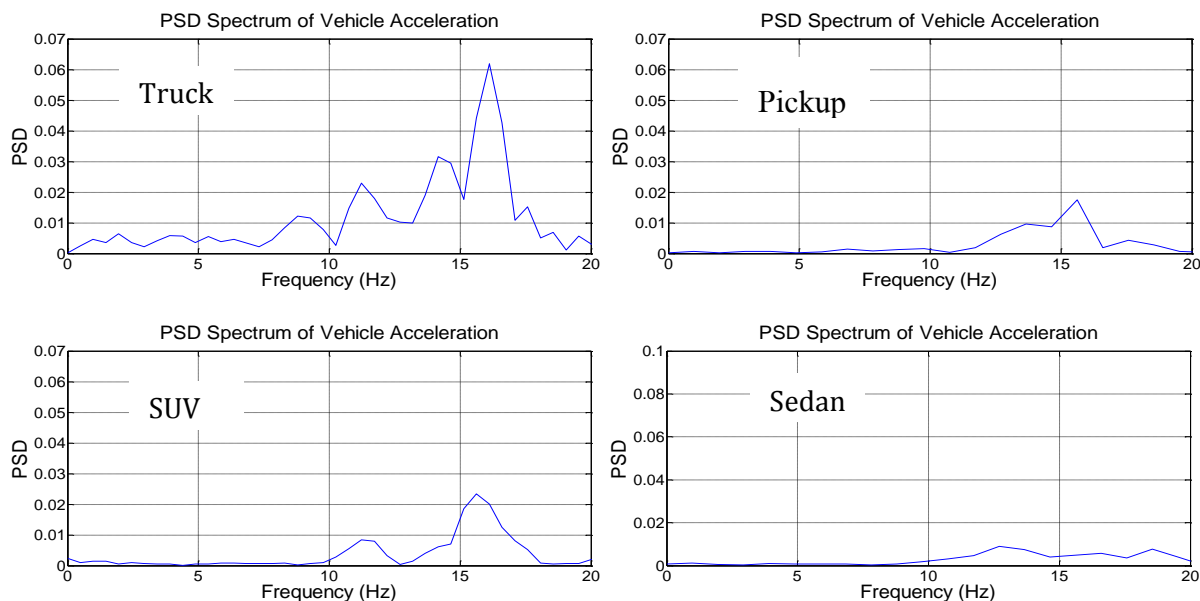 PSD Spectrum of Vehicle Acceleration
0.07
0.06
0.05
0.04
0.03
0.02
0.01
0
PSD
Truck
0 5 10 15 20
Frequency (Hz)
PSD Spectrum of Vehicle Acceleration
0.07
0.06
0.05
0.04
0.03
0.02
0.01
0
PSD
Pickup
0 5 10 15 20
Frequency (Hz)
PSD Spectrum of Vehicle Acceleration
0.07
0.06
0.05
0.04
0.03
0.02
0.01
0
PSD
SUV
0 5 10 15 20
Frequency (Hz)
PSD Spectrum of Vehicle Acceleration
0.1
0.08
0.06
0.04
0.02
0
PSD
Sedan
0 5 10 15 20
Frequency (Hz)